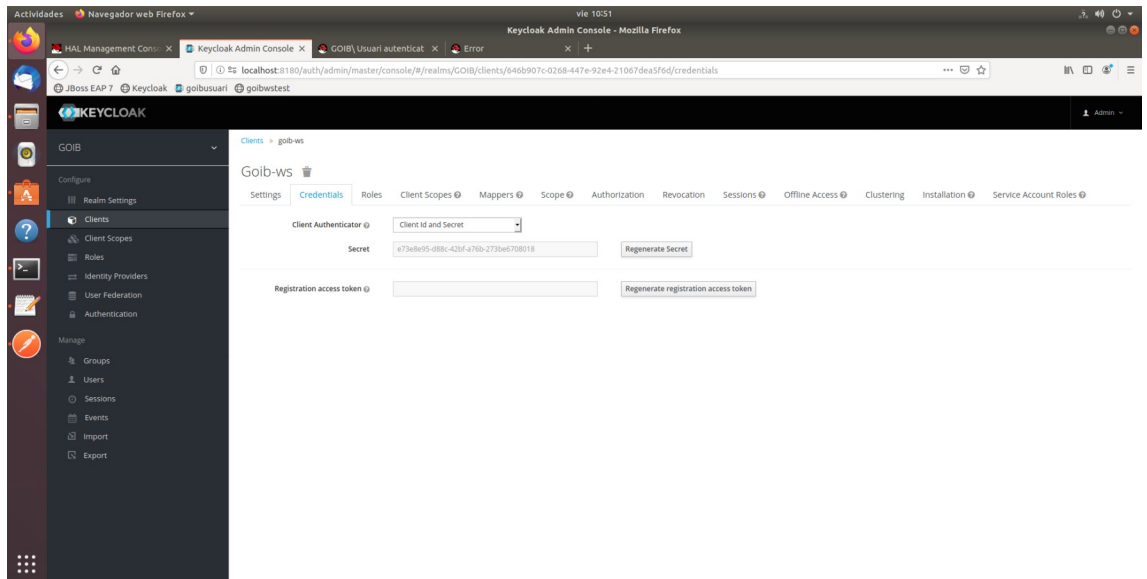 Actividades Navegador web Firefox vie 10:51
Keycloak Admin Console - Mozilla Firefox
HAL Management Conso Keycloak Admin Console GOIB\ Usuari autenticat Error
localhost:8180/auth/admin/master/console/#/realms/GOIB/clients/646b907c-0268-447e-92e4-21067dea5f6d/credentials
JBoss EAP 7 Keycloak goibusuari goibwstest
KEYCLOAK Admin
GOIB
Configure
Realm Settings
Clients
Client Scopes
Roles
Identity Providers
User Federation
Authentication
Manage
Groups
Users
Sessions
Events
Import
Export
Clients > goib-ws
Goib-ws
Settings Credentials Roles Client Scopes Mappers Scope Authorization Revocation Sessions Offline Access Clustering Installation Service Account Roles
Client Authenticator Client Id and Secret
Secret e73e8e95-d88c-42bf-a76b-273be6708018 Regenerate Secret
Registration access token Regenerate registration access token